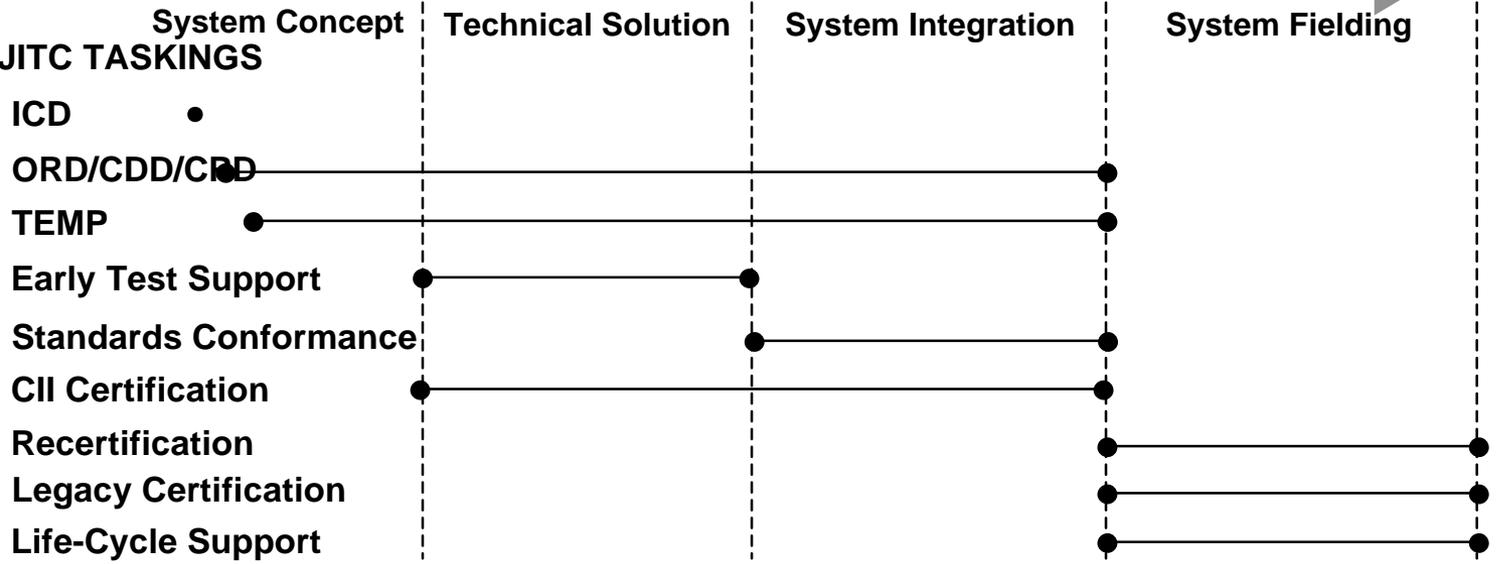 System Concept Technical Solution System Integration System Fielding
JITC TASKINGS
ICD
ORD/CDD/CPD
TEMP
Early Test Support
Standards Conformance
CII Certification
Recertification
Legacy Certification
Life-Cycle Support